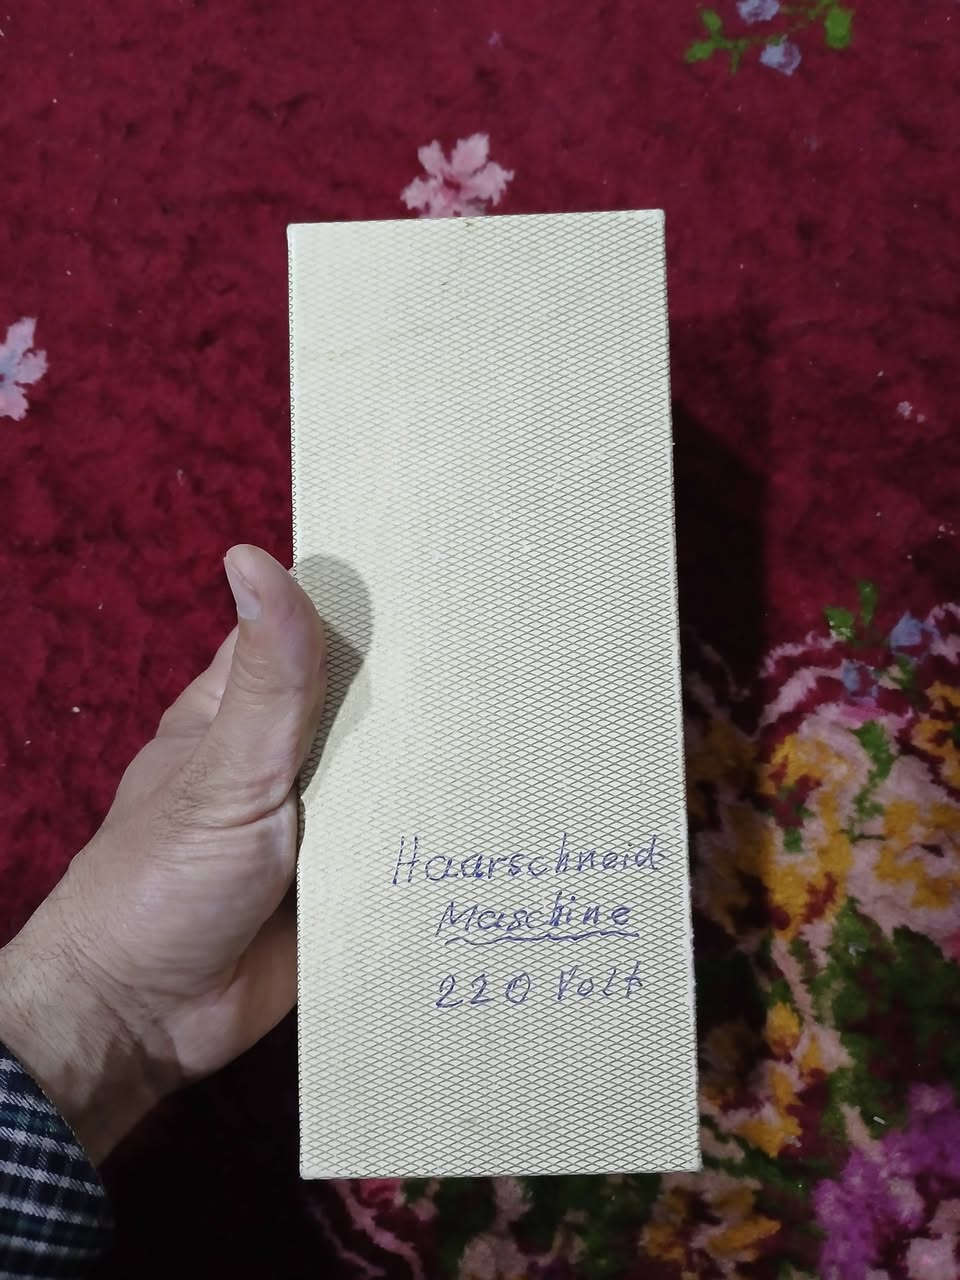 Haarschneid
Maschine
220 Volt